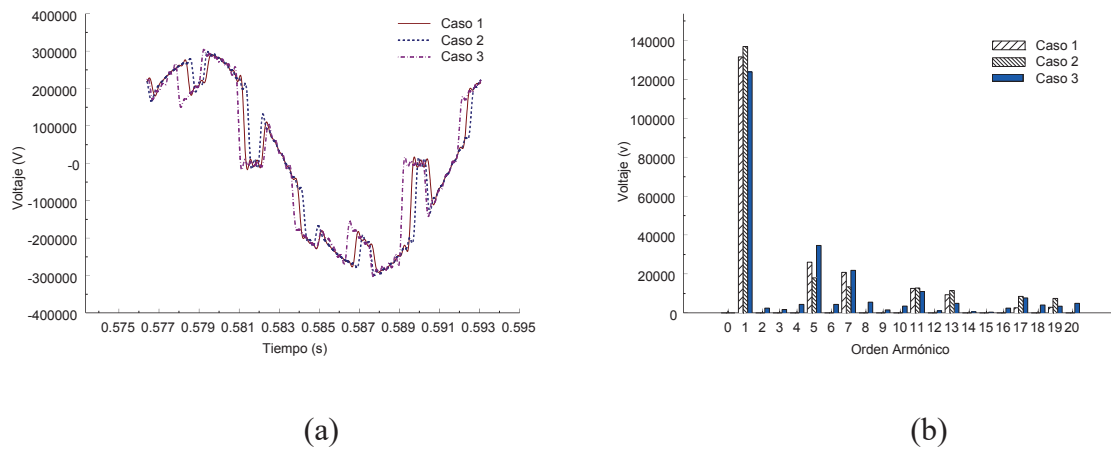 400000
300000
200000
100000
-0
-100000
-200000
-300000
-400000
Voltaje (V)
0.575 0.577 0.579 0.581 0.583 0.585 0.587 0.589 0.591 0.593 0.595
Tiempo (s)
Caso 1
Caso 2
Caso 3
(a)
140000
120000
100000
80000
60000
40000
20000
0
Voltaje (v)
0 1 2 3 4 5 6 7 8 9 10 11 12 13 14 15 16 17 18 19 20
Orden Armónico
Caso 1
Caso 2
Caso 3
(b)